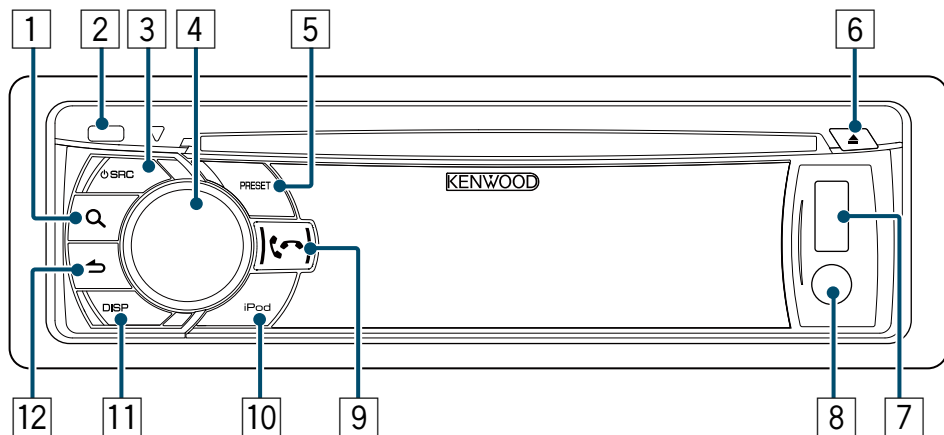 1 2 3 4 5 6
SRC
PRESET
KENWOOD
DISP
iPod
12 11 10 9 8 7